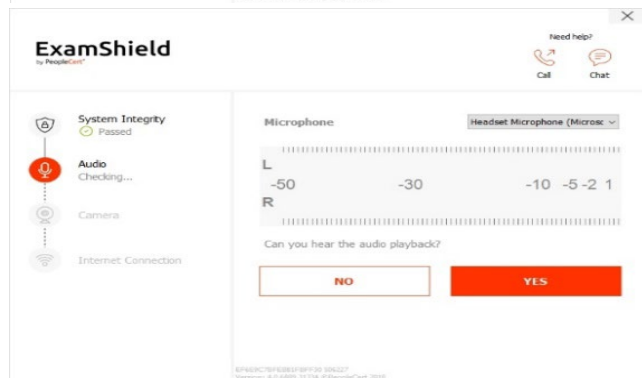 Need help?
ExamShield
by PeopleCert
Call
Chat
System Integrity
Passed
Microphone
Headset Microphone (Microsc
Audio
Checking...
L
-50 -30 -10 -5 -2 1
R
Camera
Can you hear the audio playback?
Internet Connection
NO
YES